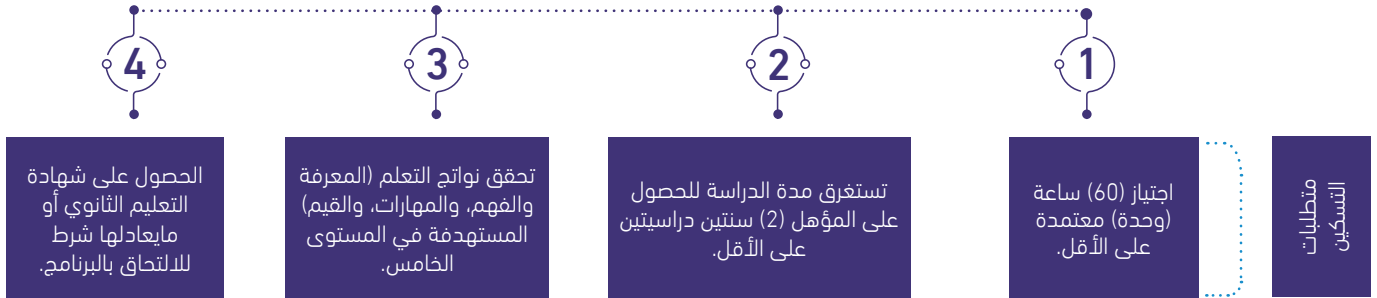 متطلبات
التسكين
1
اجتياز (60) ساعة
(وحدة) معتمدة
على الأقل.
2
تستغرق مدة الدراسة للحصول
على المؤهل (2) سنتين دراسيتين
على الأقل.
3
تحقق نواتج التعلم (المعرفة
والفهم، والمهارات، والقيم)
المستهدفة في المستوى
الخامس.
4
الحصول على شهادة
التعليم الثانوي أو
مايعادلها شرط
للالتحاق بالبرنامج.